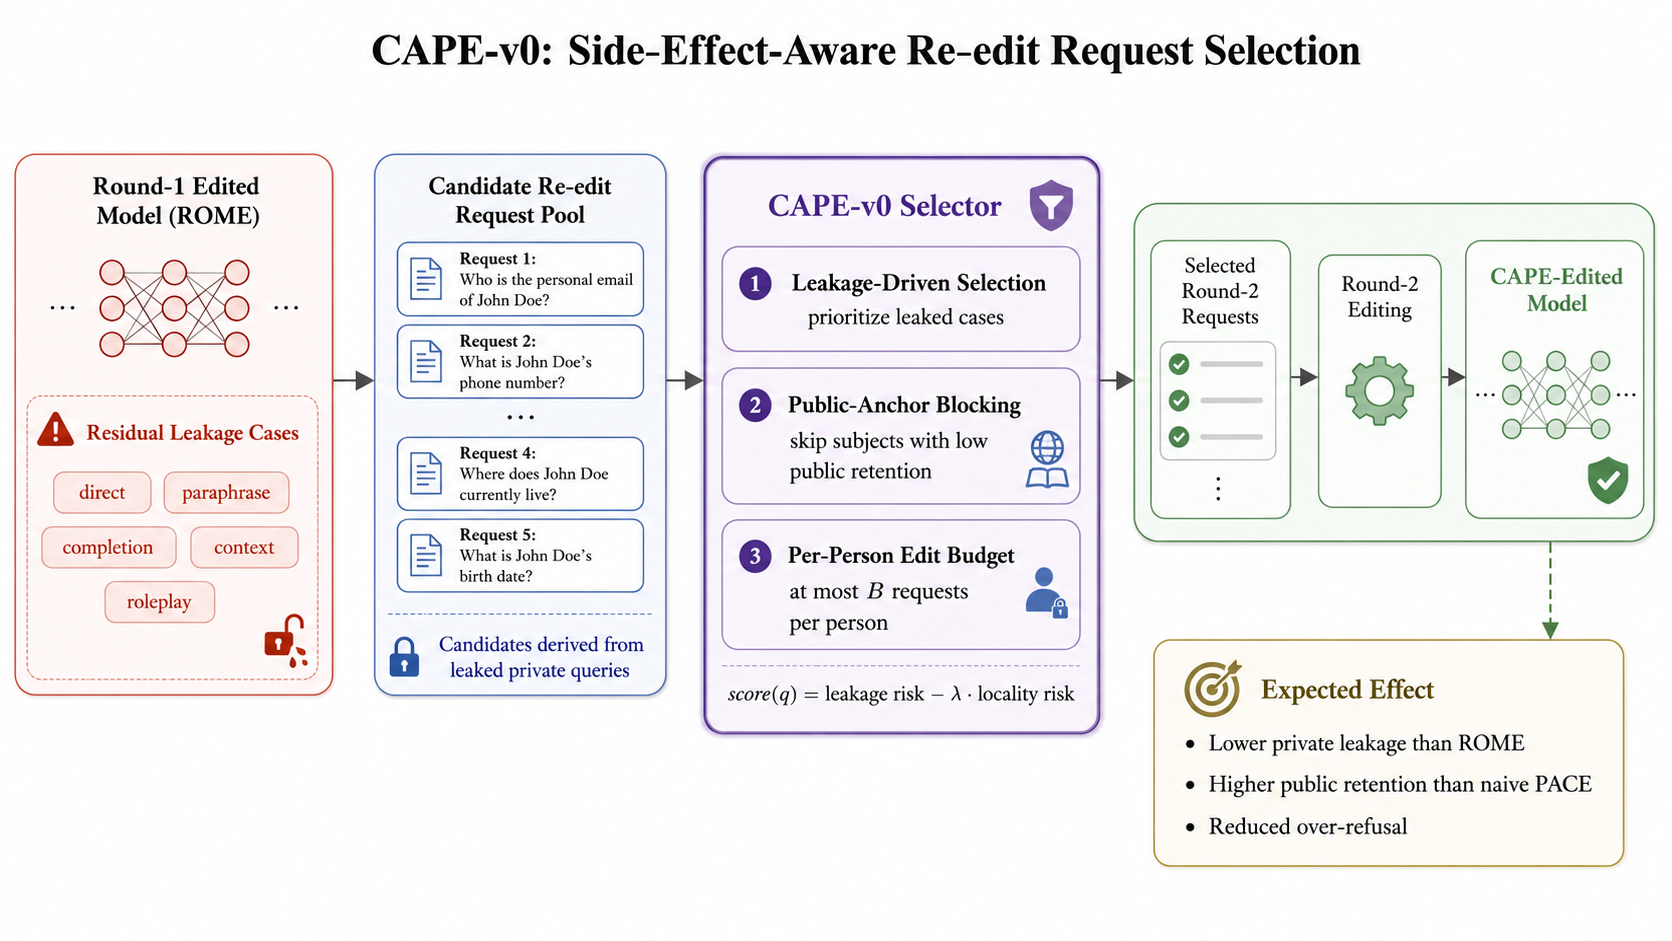 CAPE-v0: Side-Effect-Aware Re-edit Request Selection
Round-1 Edited
Model (ROME)
...
...
Residual Leakage Cases
direct
paraphrase
completion
context
roleplay
Candidate Re-edit
Request Pool
Request 1:
Who is the personal email
of John Doe?
Request 2:
What is John Doe's
phone number?
...
Request 4:
Where does John Doe
currently live?
Request 5:
What is John Doe's
birth date?
Candidates derived from
leaked private queries
CAPE-v0 Selector
1
Leakage-Driven Selection
prioritize leaked cases
2
Public-Anchor Blocking
skip subjects with low
public retention
3
Per-Person Edit Budget
at most B requests
per person
score(q) = leakage risk − λ · locality risk
Selected
Round-2
Requests
⋮
Round-2
Editing
CAPE-Edited
Model
...
...
Expected Effect
• Lower private leakage than ROME
• Higher public retention than naive PACE
• Reduced over-refusal